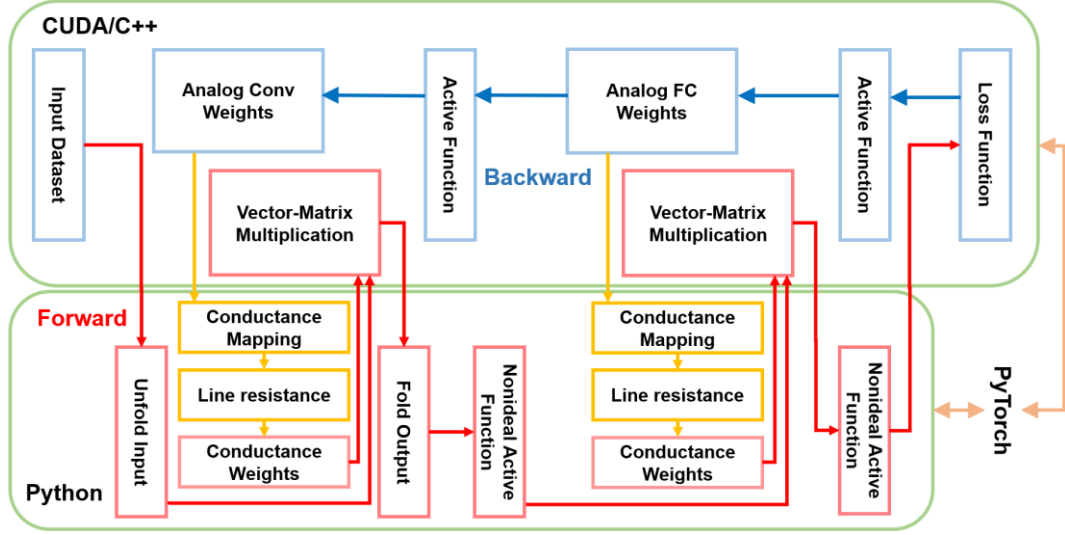 CUDA/C++
Input Dataset
Analog Conv
Weights
Active Function
Analog FC
Weights
Active Function
Loss Function
Backward
Vector-Matrix
Multiplication
Vector-Matrix
Multiplication
Forward
Unfold Input
Conductance
Mapping
Line resistance
Conductance
Weights
Fold Output
Nonideal Active
Function
Conductance
Mapping
Line resistance
Conductance
Weights
Nonideal Active
Function
PyTorch
Python